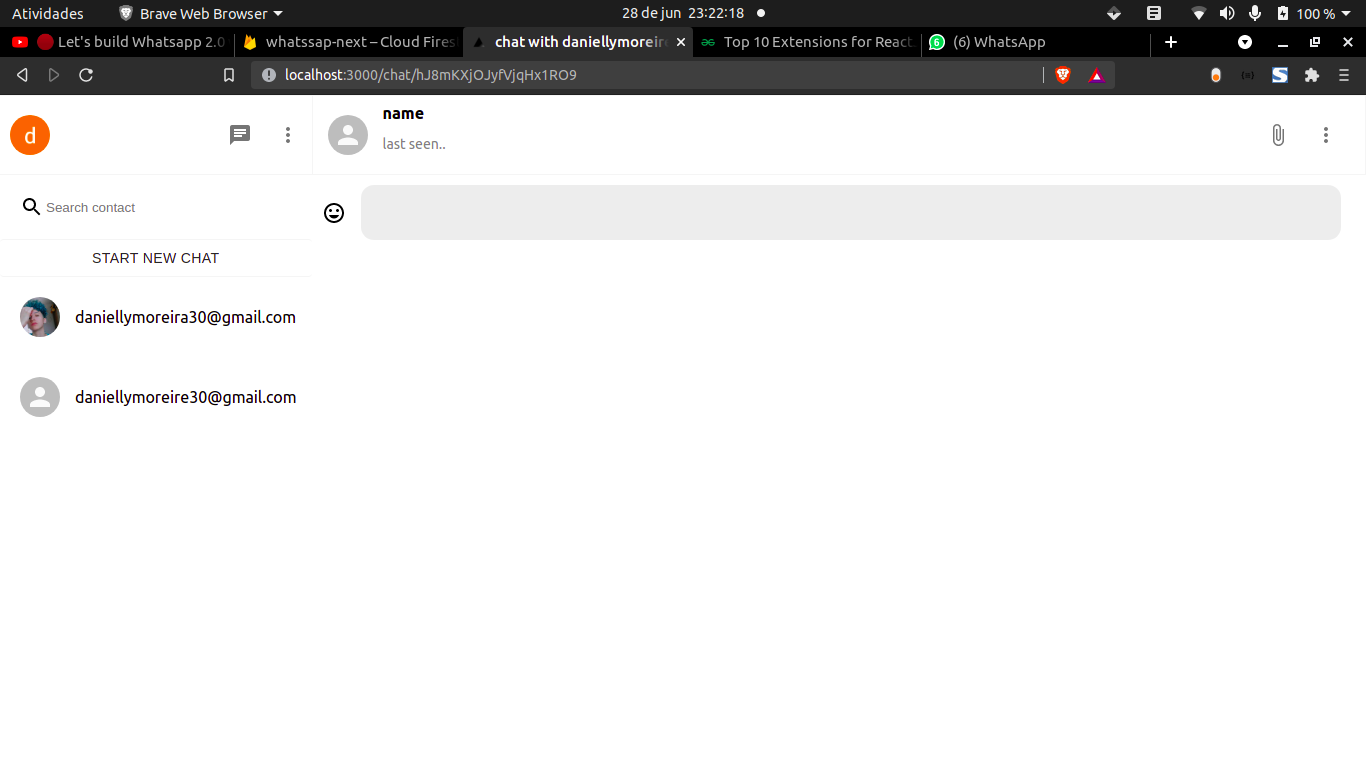 Atividades Brave Web Browser 28 de jun 23:22:18 100 %
Let's build Whatsapp 2.0 whatssap-next – Cloud Fires chat with daniellymoreire Top 10 Extensions for React. 6 (6) WhatsApp
localhost:3000/chat/hJ8mKXjOJyfVjqHx1RO9
d
name
last seen..
Search contact
START NEW CHAT
daniellymoreira30@gmail.com
daniellymoreire30@gmail.com